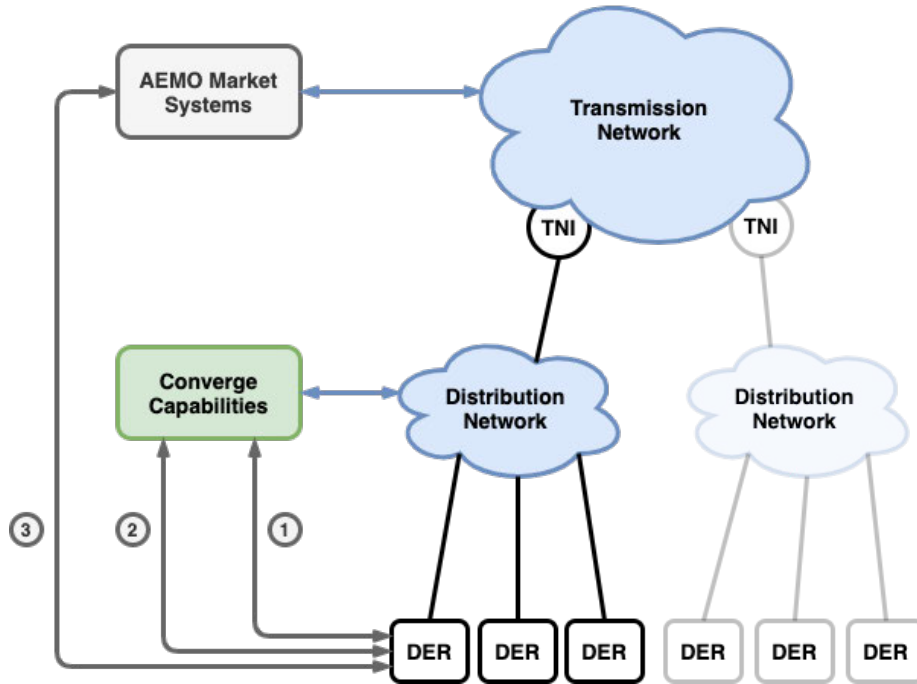 AEMO Market
Systems
Transmission
Network
TNI
TNI
Converge
Capabilities
Distribution
Network
Distribution
Network
3
2
1
DER
DER
DER
DER
DER
DER